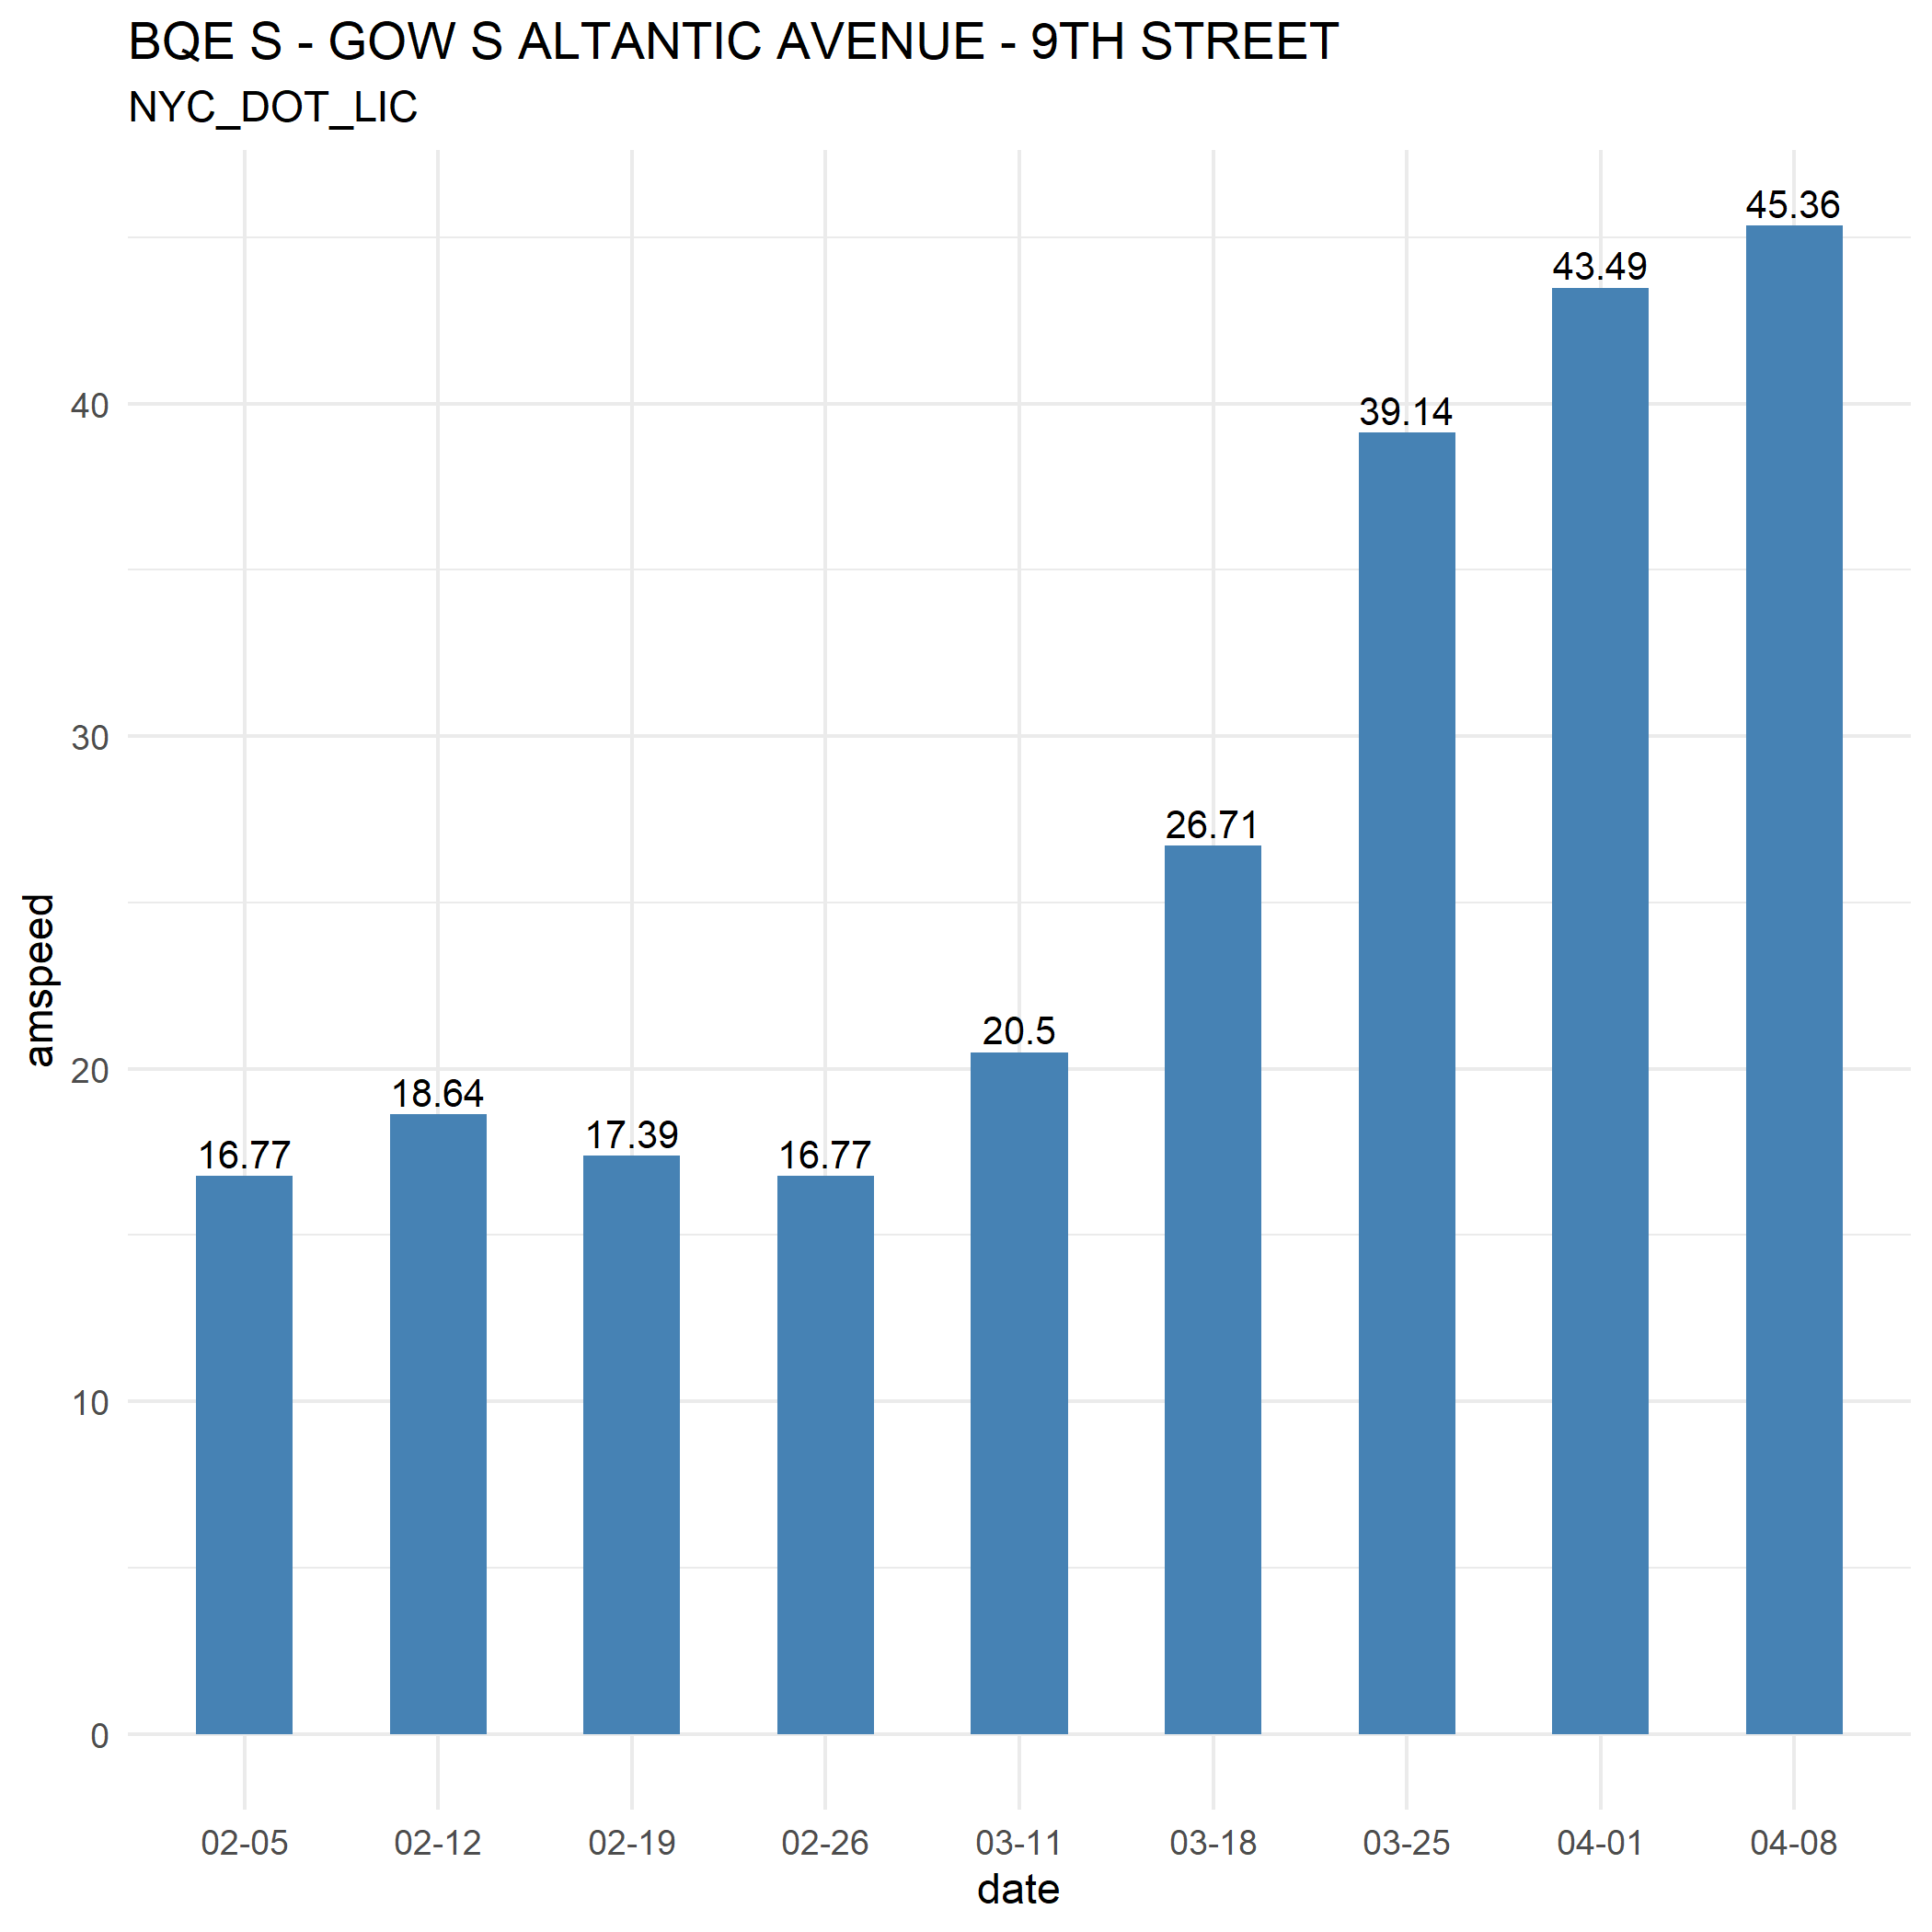 BQE S - GOW S ALTANTIC AVENUE - 9TH STREET
NYC_DOT_LIC
45.36
43.49
39.14
26.71
20.5
18.64
17.39
16.77
16.77
40
30
20
10
0
amspeed
02-05 02-12 02-19 02-26 03-11 03-18 03-25 04-01 04-08
date